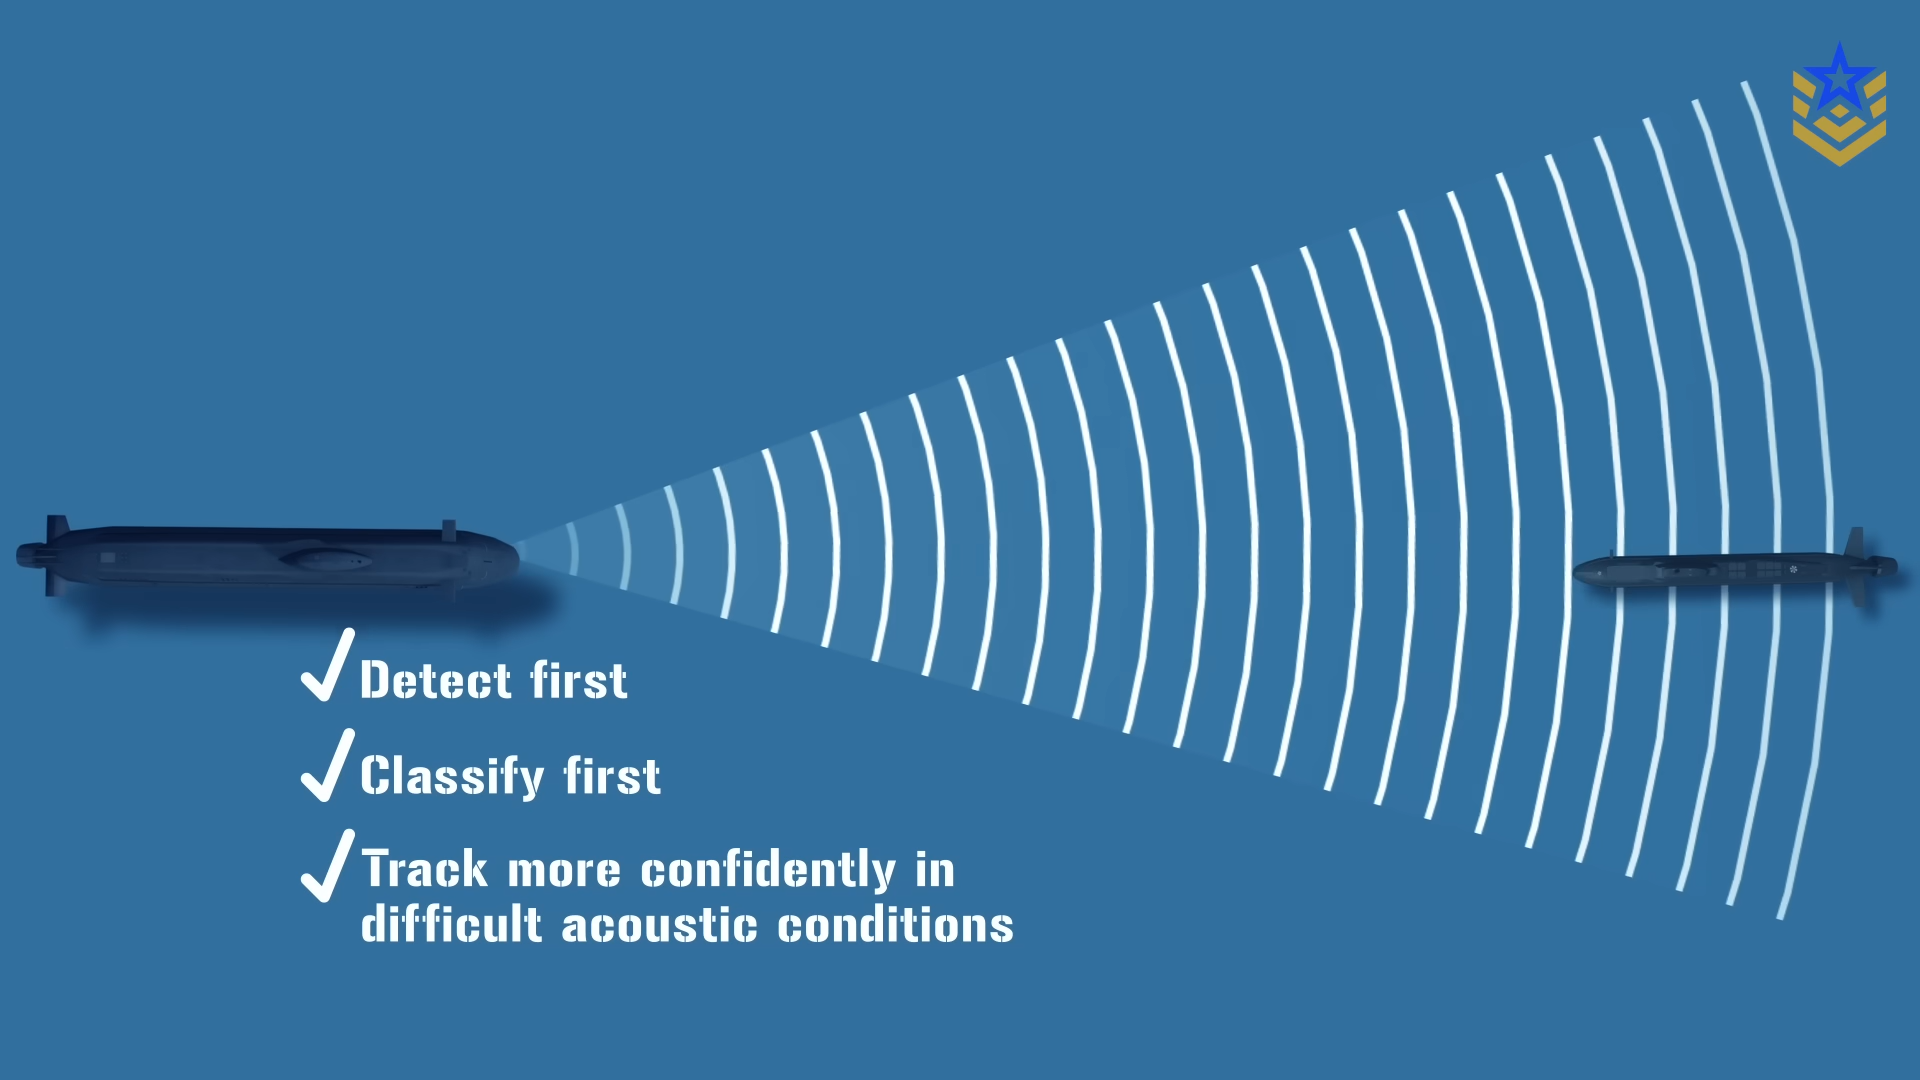 Detect first
Classify first
Track more confidently in
difficult acoustic conditions